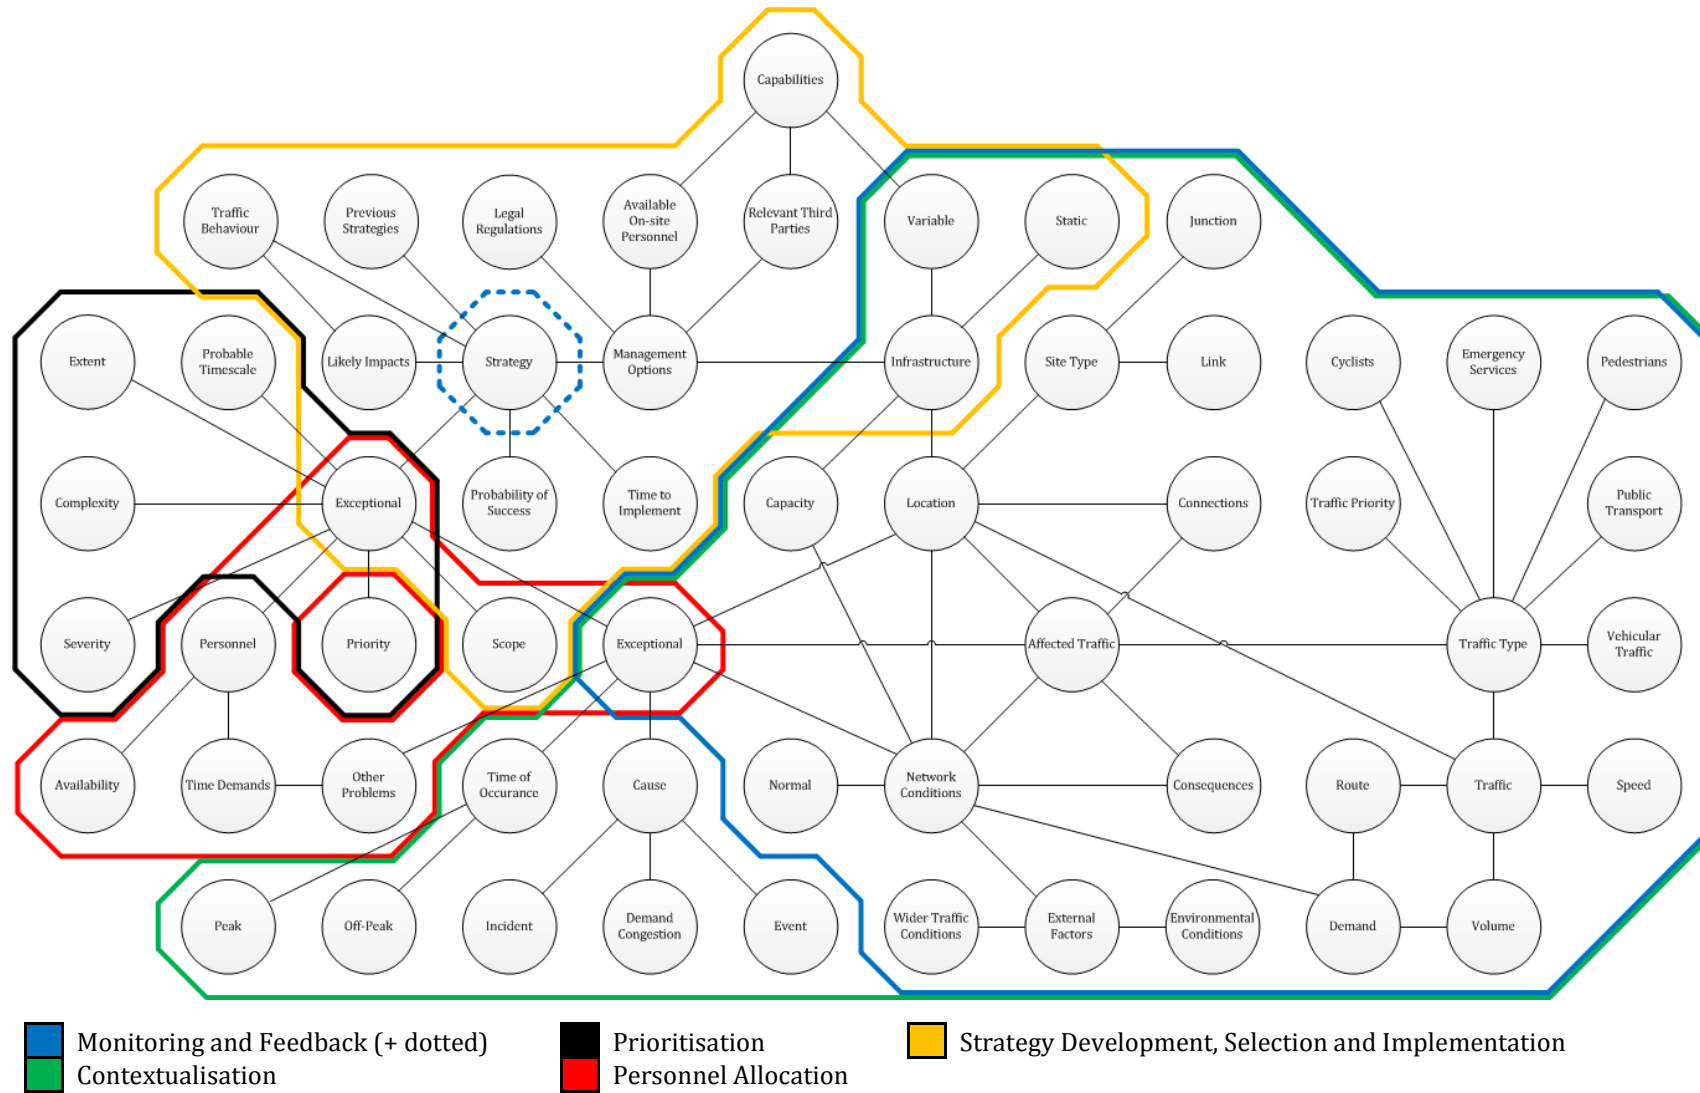 Capabilities
Traffic
Behaviour
Previous
Strategies
Legal
Regulations
Available
On-site
Personnel
Relevant Third
Parties
Variable
Static
Junction
Extent
Probable
Timescale
Likely Impacts
Strategy
Management
Options
Infrastructure
Site Type
Link
Cyclists
Emergency
Services
Pedestrians
Complexity
Exceptional
Probability of
Success
Time to
Implement
Capacity
Location
Connections
Traffic Priority
Public
Transport
Severity
Personnel
Priority
Scope
Exceptional
Affected Traffic
Traffic Type
Vehicular
Traffic
Availability
Time Demands
Other
Problems
Time of
Occurance
Cause
Normal
Network
Conditions
Consequences
Route
Traffic
Speed
Peak
Off-Peak
Incident
Demand
Congestion
Event
Wider Traffic
Conditions
External
Factors
Environmental
Conditions
Demand
Volume
Monitoring and Feedback (+ dotted)
Contextualisation
Prioritisation
Personnel Allocation
Strategy Development, Selection and Implementation